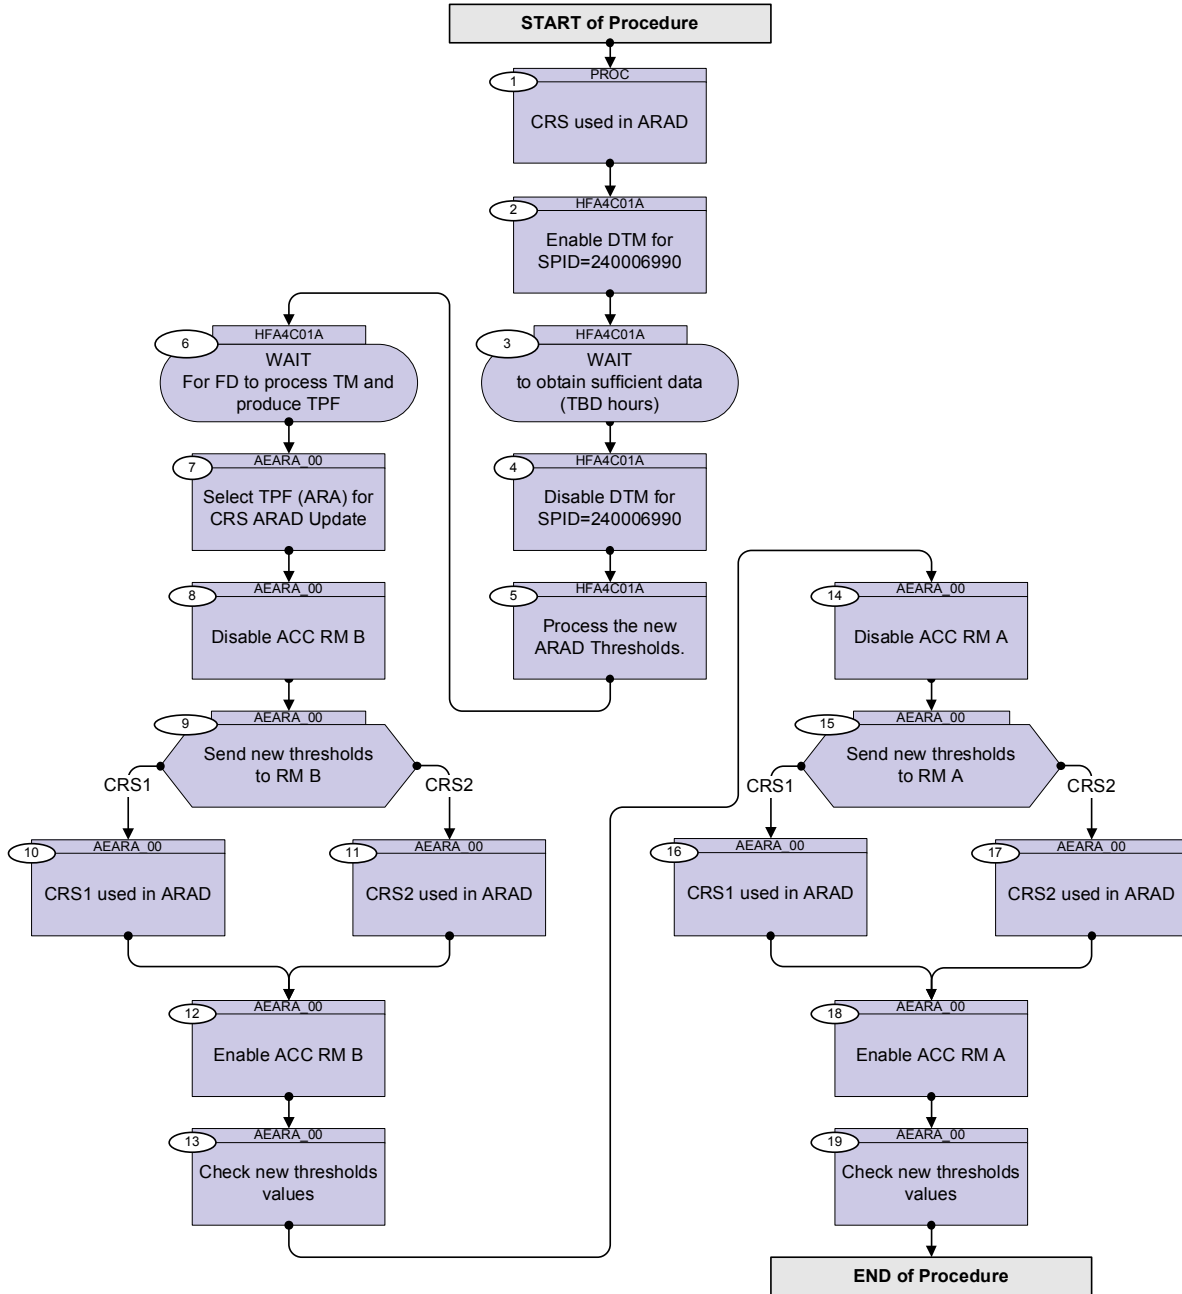 START of Procedure
PROC
1
CRS used in ARAD
HFA4C01A
2
Enable DTM for
SPID=240006990
HFA4C01A
3
WAIT
to obtain sufficient data
(TBD hours)
HFA4C01A
4
Disable DTM for
SPID=240006990
HFA4C01A
5
Process the new
ARAD Thresholds.
HFA4C01A
6
WAIT
For FD to process TM and
produce TPF
AEARA_00
7
Select TPF (ARA) for
CRS ARAD Update
AEARA_00
8
Disable ACC RM B
AEARA_00
9
Send new thresholds
to RM B
CRS1
CRS2
AEARA_00
10
CRS1 used in ARAD
AEARA_00
11
CRS2 used in ARAD
AEARA_00
12
Enable ACC RM B
AEARA_00
13
Check new thresholds
values
AEARA_00
14
Disable ACC RM A
AEARA_00
15
Send new thresholds
to RM A
CRS1
CRS2
AEARA_00
16
CRS1 used in ARAD
AEARA_00
17
CRS2 used in ARAD
AEARA_00
18
Enable ACC RM A
AEARA_00
19
Check new thresholds
values
END of Procedure